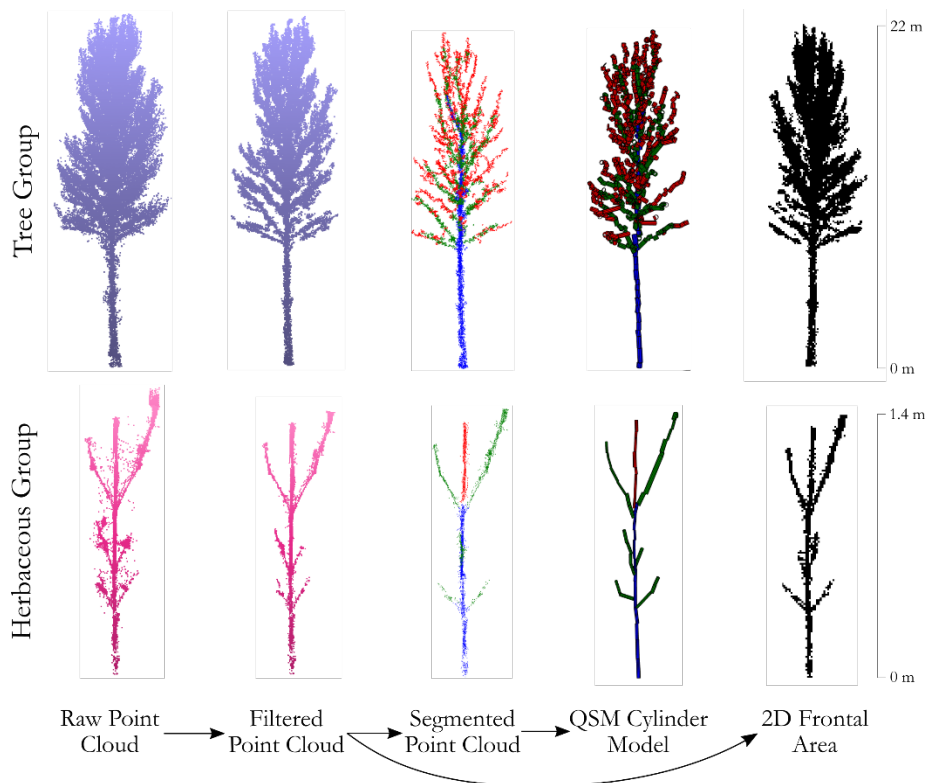 22 m
Tree Group
0 m
1.4 m
Herbaceous Group
0 m
Raw Point
Cloud
Filtered
Point Cloud
Segmented
Point Cloud
QSM Cylinder
Model
2D Frontal
Area